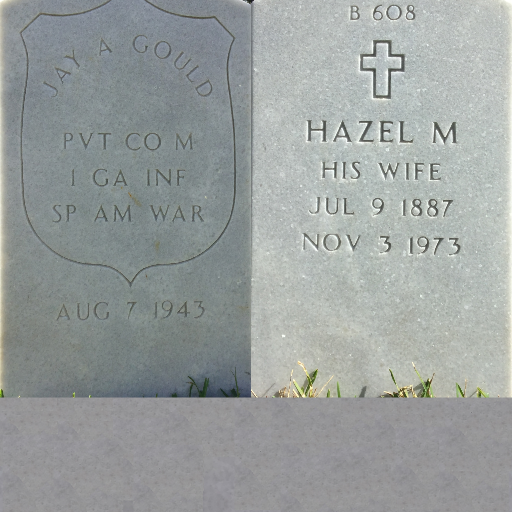 JAY A GOULD
PVT CO M
1 GA INF
SP AM WAR
AUG 7 1943
B 608
HAZEL M
HIS WIFE
JUL 9 1887
NOV 3 1973